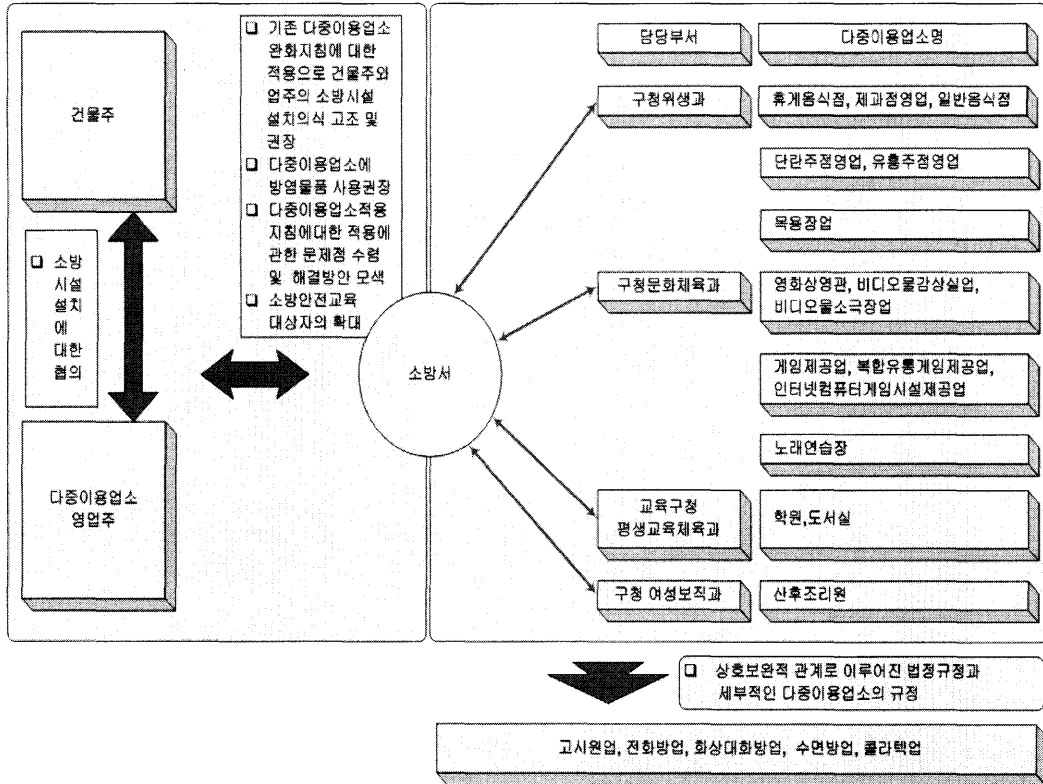 건물주
❑ 소방
시설
설치
에
대한
협의
다중이용업소
영업주
❑ 기존 다중이용업소
완화지침에 대한
적용으로 건물주와
업주의 소방시설
설치의식 고조 및
권장
❑ 다중이용업소에
방염물품 사용권장
❑ 다중이용업소적용
지침에대한 적용에
관한 문제점 수렴
및 해결방안 모색
❑ 소방안전교육
대상자의 확대
소방서
담당부서
다중이용업소명
구청위생과
휴게음식점, 제과점영업, 일반음식점
단란주점영업, 유흥주점영업
목용장업
구청문화체육과
영화상영관, 비디오물감상실업,
비디오물소극장업
게임제공업, 복합유통게임제공업,
인터넷컴퓨터게임시설제공업
노래연습장
교육구청
평생교육체육과
학원,도서실
구청 여성보직과
산후조리원
❑ 상호보완적 관계로 이루어진 법정규정과
세부적인 다중이용업소의 규정
고시원업, 전화방업, 화상대화방업, 수면방업, 콜라텍업